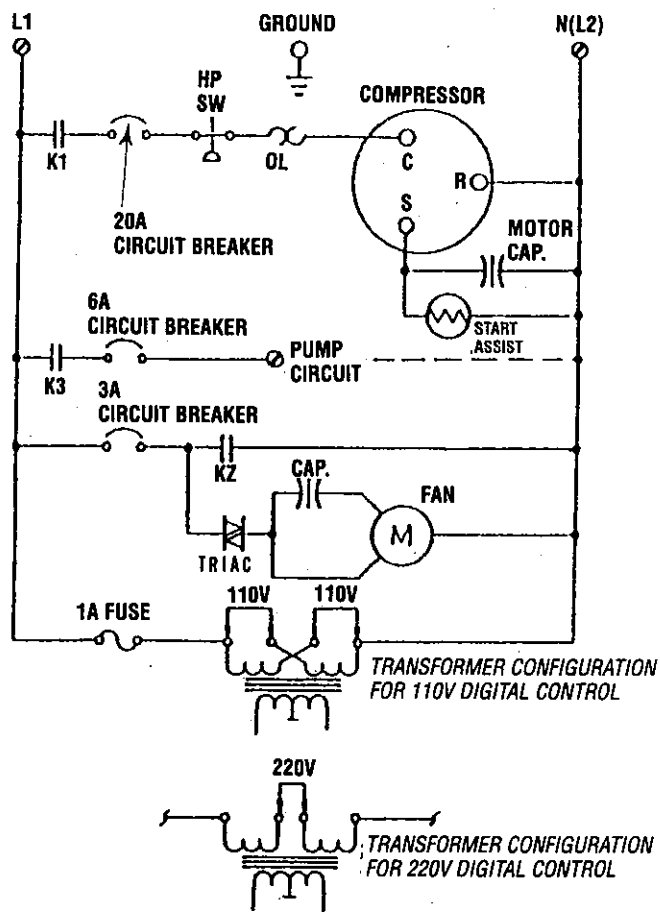 L1
GROUND
N(L2)
HP
SW
COMPRESSOR
K1
OL
C
R
S
20A
CIRCUIT BREAKER
MOTOR
CAP.
6A
CIRCUIT BREAKER
START
ASSIST
PUMP
CIRCUIT
K3
3A
CIRCUIT BREAKER
KZ
CAP.
FAN
M
TRIAC
110V
110V
1A FUSE
TRANSFORMER CONFIGURATION
FOR 110V DIGITAL CONTROL
220V
TRANSFORMER CONFIGURATION
FOR 220V DIGITAL CONTROL